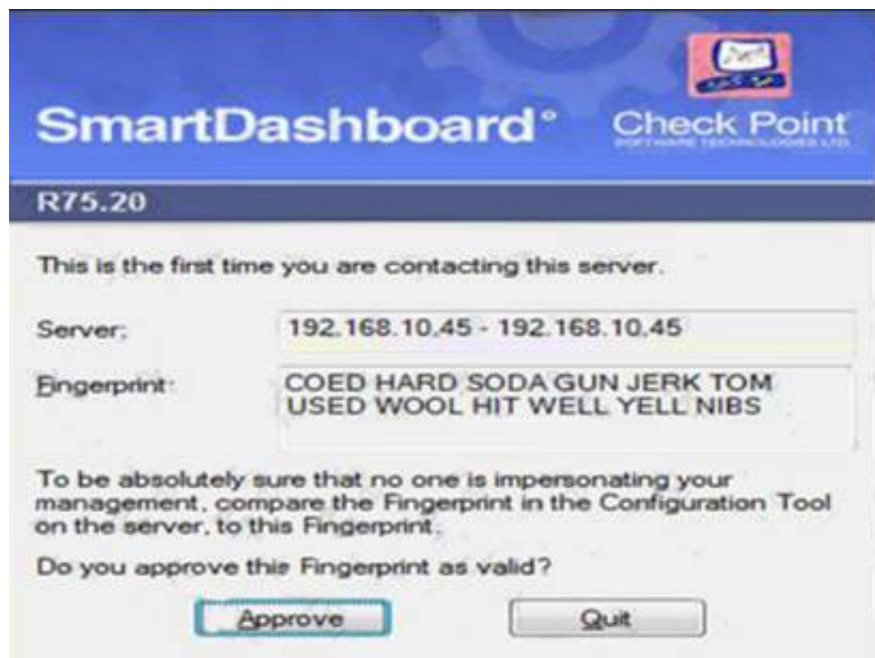 SmartDashboard°
Check Point
SOFTWARE TECHNOLOGIES LTD.
R75.20
This is the first time you are contacting this server.
Server:
192.168.10.45 - 192.168.10.45
Fingerprint:
COED HARD SODA GUN JERK TOM
USED WOOL HIT WELL YELL NIBS
To be absolutely sure that no one is impersonating your
management, compare the Fingerprint in the Configuration Tool
on the server, to this Fingerprint.
Do you approve this Fingerprint as valid?
Approve
Quit